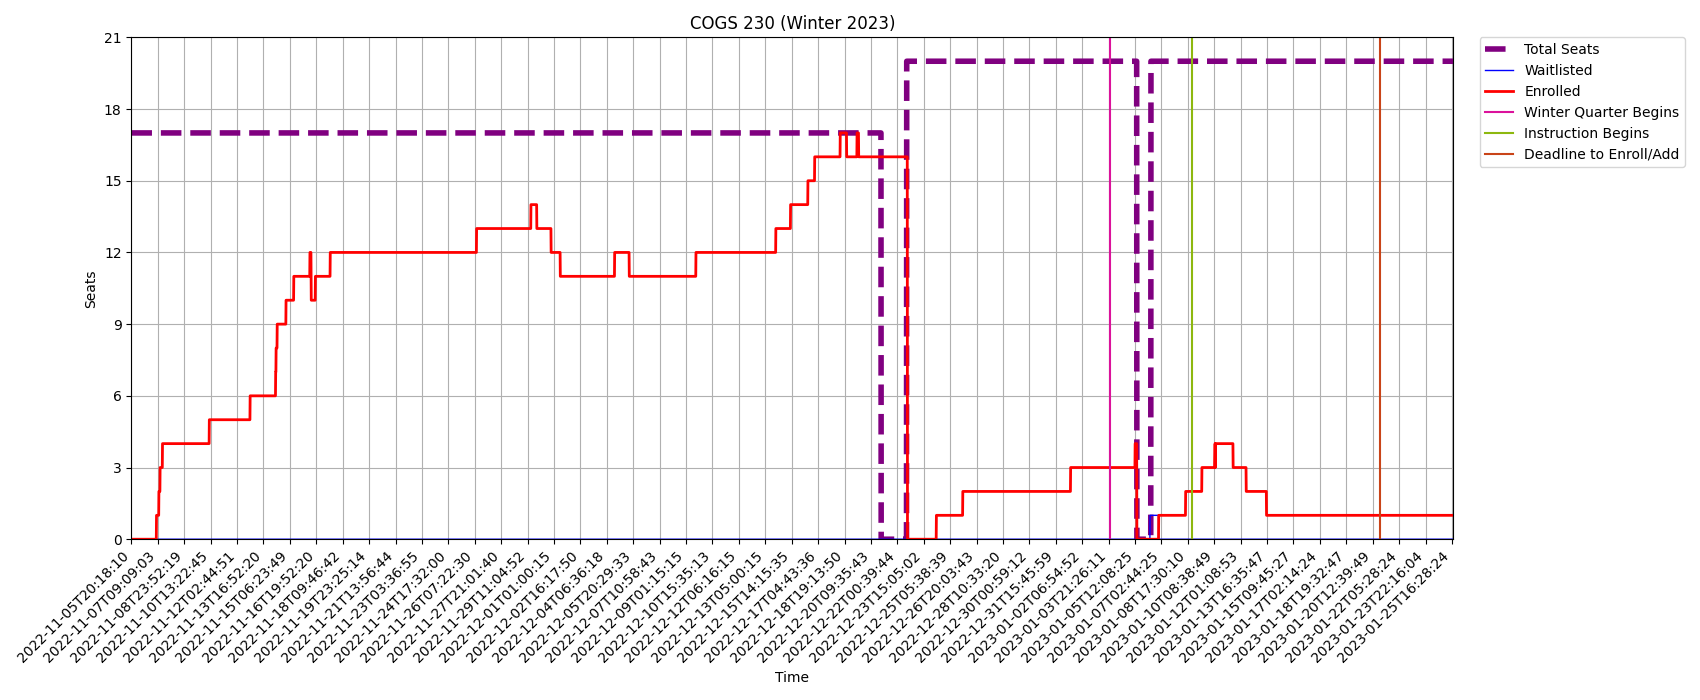 COGS 230 (Winter 2023)
21
18
15
12
9
6
3
0
Seats
Total Seats
Waitlisted
Enrolled
Winter Quarter Begins
Instruction Begins
Deadline to Enroll/Add
2022-11-05T20:18:10
2022-11-07T09:09:03
2022-11-08T23:52:19
2022-11-10T13:22:45
2022-11-12T02:44:51
2022-11-13T16:52:20
2022-11-15T06:23:49
2022-11-16T19:52:20
2022-11-18T09:46:42
2022-11-19T23:25:14
2022-11-21T13:56:44
2022-11-23T03:36:55
2022-11-24T17:32:00
2022-11-26T07:22:30
2022-11-27T21:01:40
2022-11-29T11:04:52
2022-12-01T01:00:15
2022-12-02T16:17:50
2022-12-04T06:36:18
2022-12-05T20:29:33
2022-12-07T10:58:43
2022-12-09T01:15:15
2022-12-10T15:35:13
2022-12-12T06:16:15
2022-12-13T05:00:15
2022-12-15T14:15:35
2022-12-17T04:43:36
2022-12-18T19:13:50
2022-12-20T09:35:43
2022-12-22T00:39:44
2022-12-23T15:05:02
2022-12-25T05:38:39
2022-12-26T20:03:43
2022-12-28T10:33:20
2022-12-30T00:59:12
2022-12-31T15:45:59
2023-01-02T06:54:52
2023-01-03T21:26:11
2023-01-05T12:08:25
2023-01-07T02:44:25
2023-01-08T17:30:16
2023-01-10T08:38:49
2023-01-12T01:08:53
2023-01-13T16:35:47
2023-01-15T09:45:27
2023-01-17T02:14:24
2023-01-18T19:32:47
2023-01-20T12:39:49
2023-01-22T05:28:24
2023-01-23T22:16:04
2023-01-25T16:28:24
Time